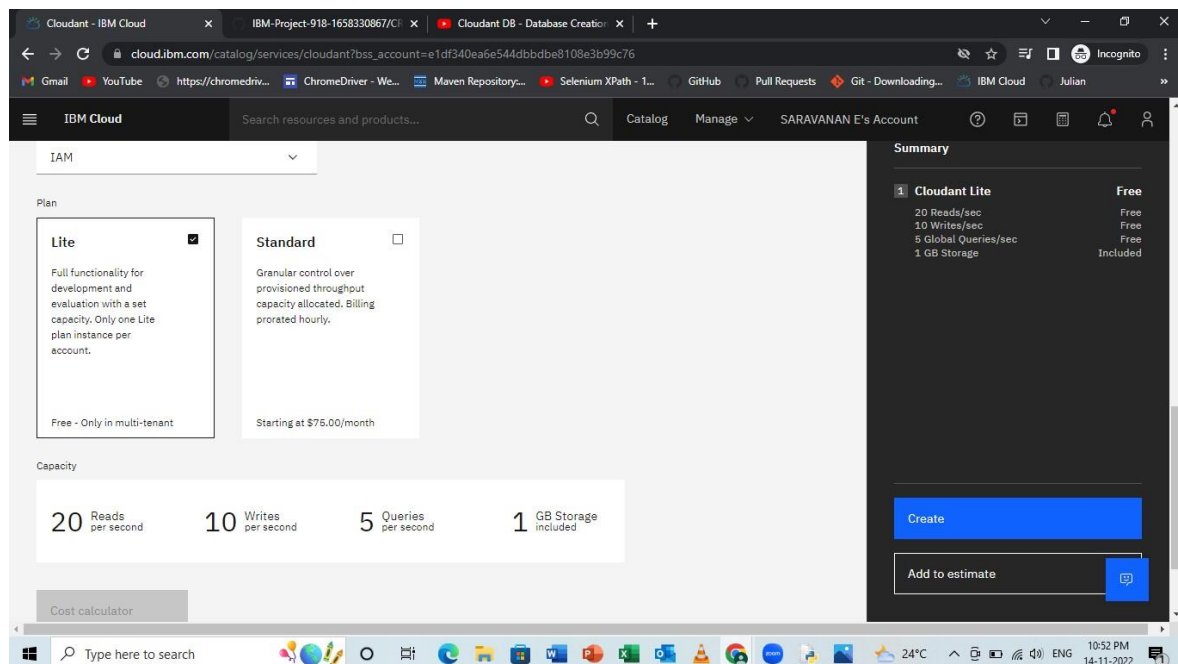 Cloudant - IBM Cloud
IBM-Project-918-1658330867/CR
Cloudant DB - Database Creation
cloud.ibm.com/catalog/services/cloudant?bss_account=e1df340ea6e544dbbdbe8108e3b99c76
Incognito
Gmail YouTube https://chromedriv... ChromeDriver - We... Maven Repository:... Selenium XPath - 1... GitHub Pull Requests Git - Downloading... IBM Cloud Julian »
IBM Cloud Search resources and products... Catalog Manage SARAVANAN E's Account
IAM
Plan
Lite
Full functionality for
development and
evaluation with a set
capacity. Only one Lite
plan instance per
account.
Free - Only in multi-tenant
Standard
Granular control over
provisioned throughput
capacity allocated. Billing
prorated hourly.
Starting at $75.00/month
Capacity
20 Reads per second
10 Writes per second
5 Queries per second
1 GB Storage included
Cost calculator
Summary
1 Cloudant Lite Free
20 Reads/sec Free
10 Writes/sec Free
5 Global Queries/sec Free
1 GB Storage Included
Create
Add to estimate
Type here to search
zoom
24°C
ENG
10:52 PM
14-11-2022
1